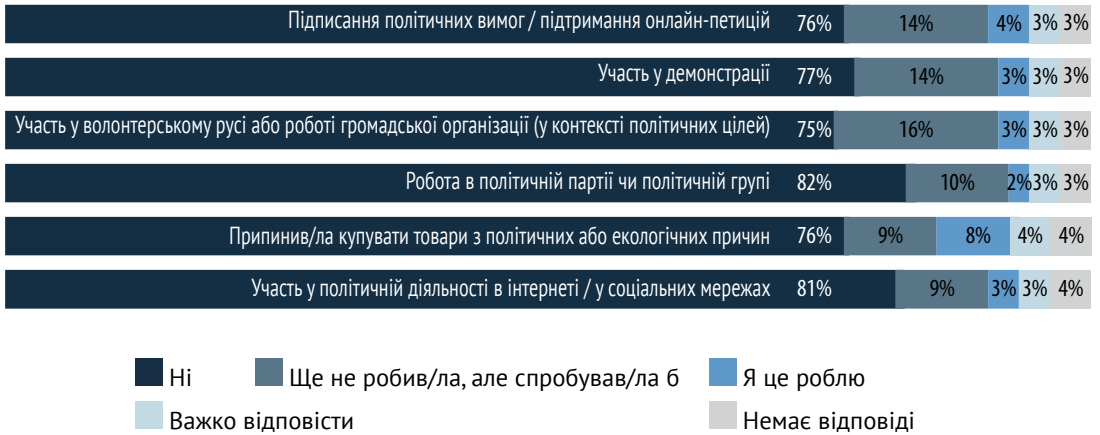 Підписання політичних вимог / підтримання онлайн-петицій 76% 14% 4% 3% 3%
Участь у демонстрації 77% 14% 3% 3% 3%
Участь у волонтерському русі або роботі громадської організації (у контексті політичних цілей) 75% 16% 3% 3% 3%
Робота в політичній партії чи політичній групі 82% 10% 2% 3% 3%
Припинив/ла купувати товари з політичних або екологічних причин 76% 9% 8% 4% 4%
Участь у політичній діяльності в інтернеті / у соціальних мережах 81% 9% 3% 3% 4%
Ні Ще не робив/ла, але спробував/ла б Я це роблю
Важко відповісти Немає відповіді